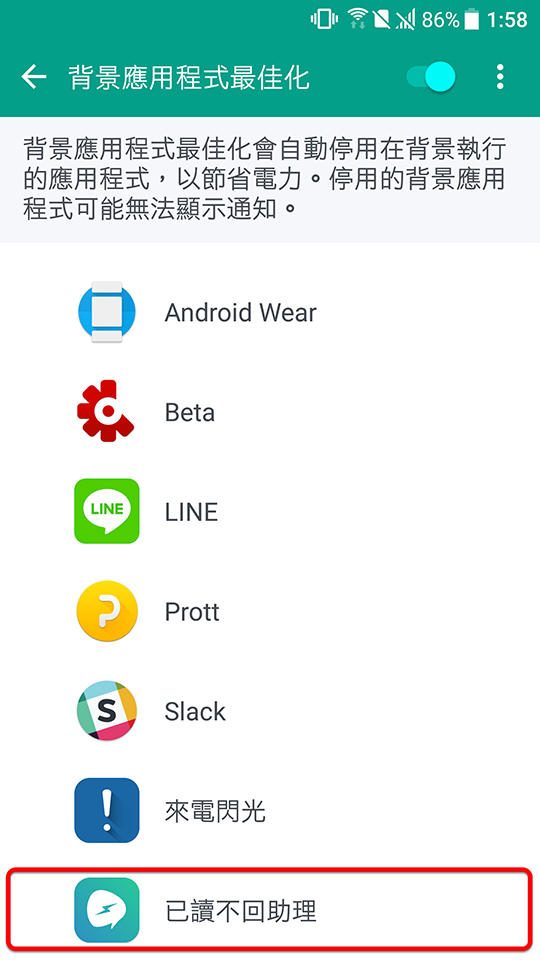 86% 1:58
背景應用程式最佳化
背景應用程式最佳化會自動停用在背景執行
的應用程式，以節省電力。停用的背景應用
程式可能無法顯示通知。
Android Wear
Beta
LINE
LINE
Prott
S
Slack
來電閃光
已讀不回助理